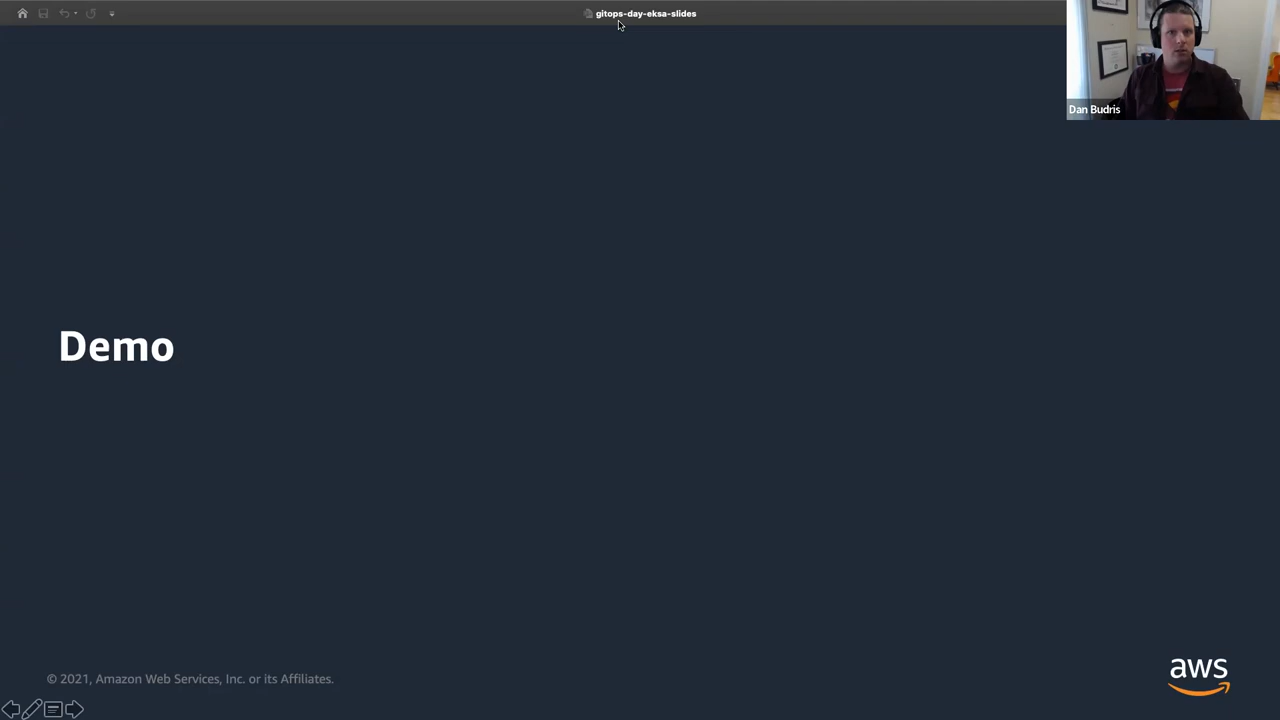 gitops-day-eksa-slides
Dan Budris
Demo
© 2021, Amazon Web Services, Inc. or its Affiliates.
aws